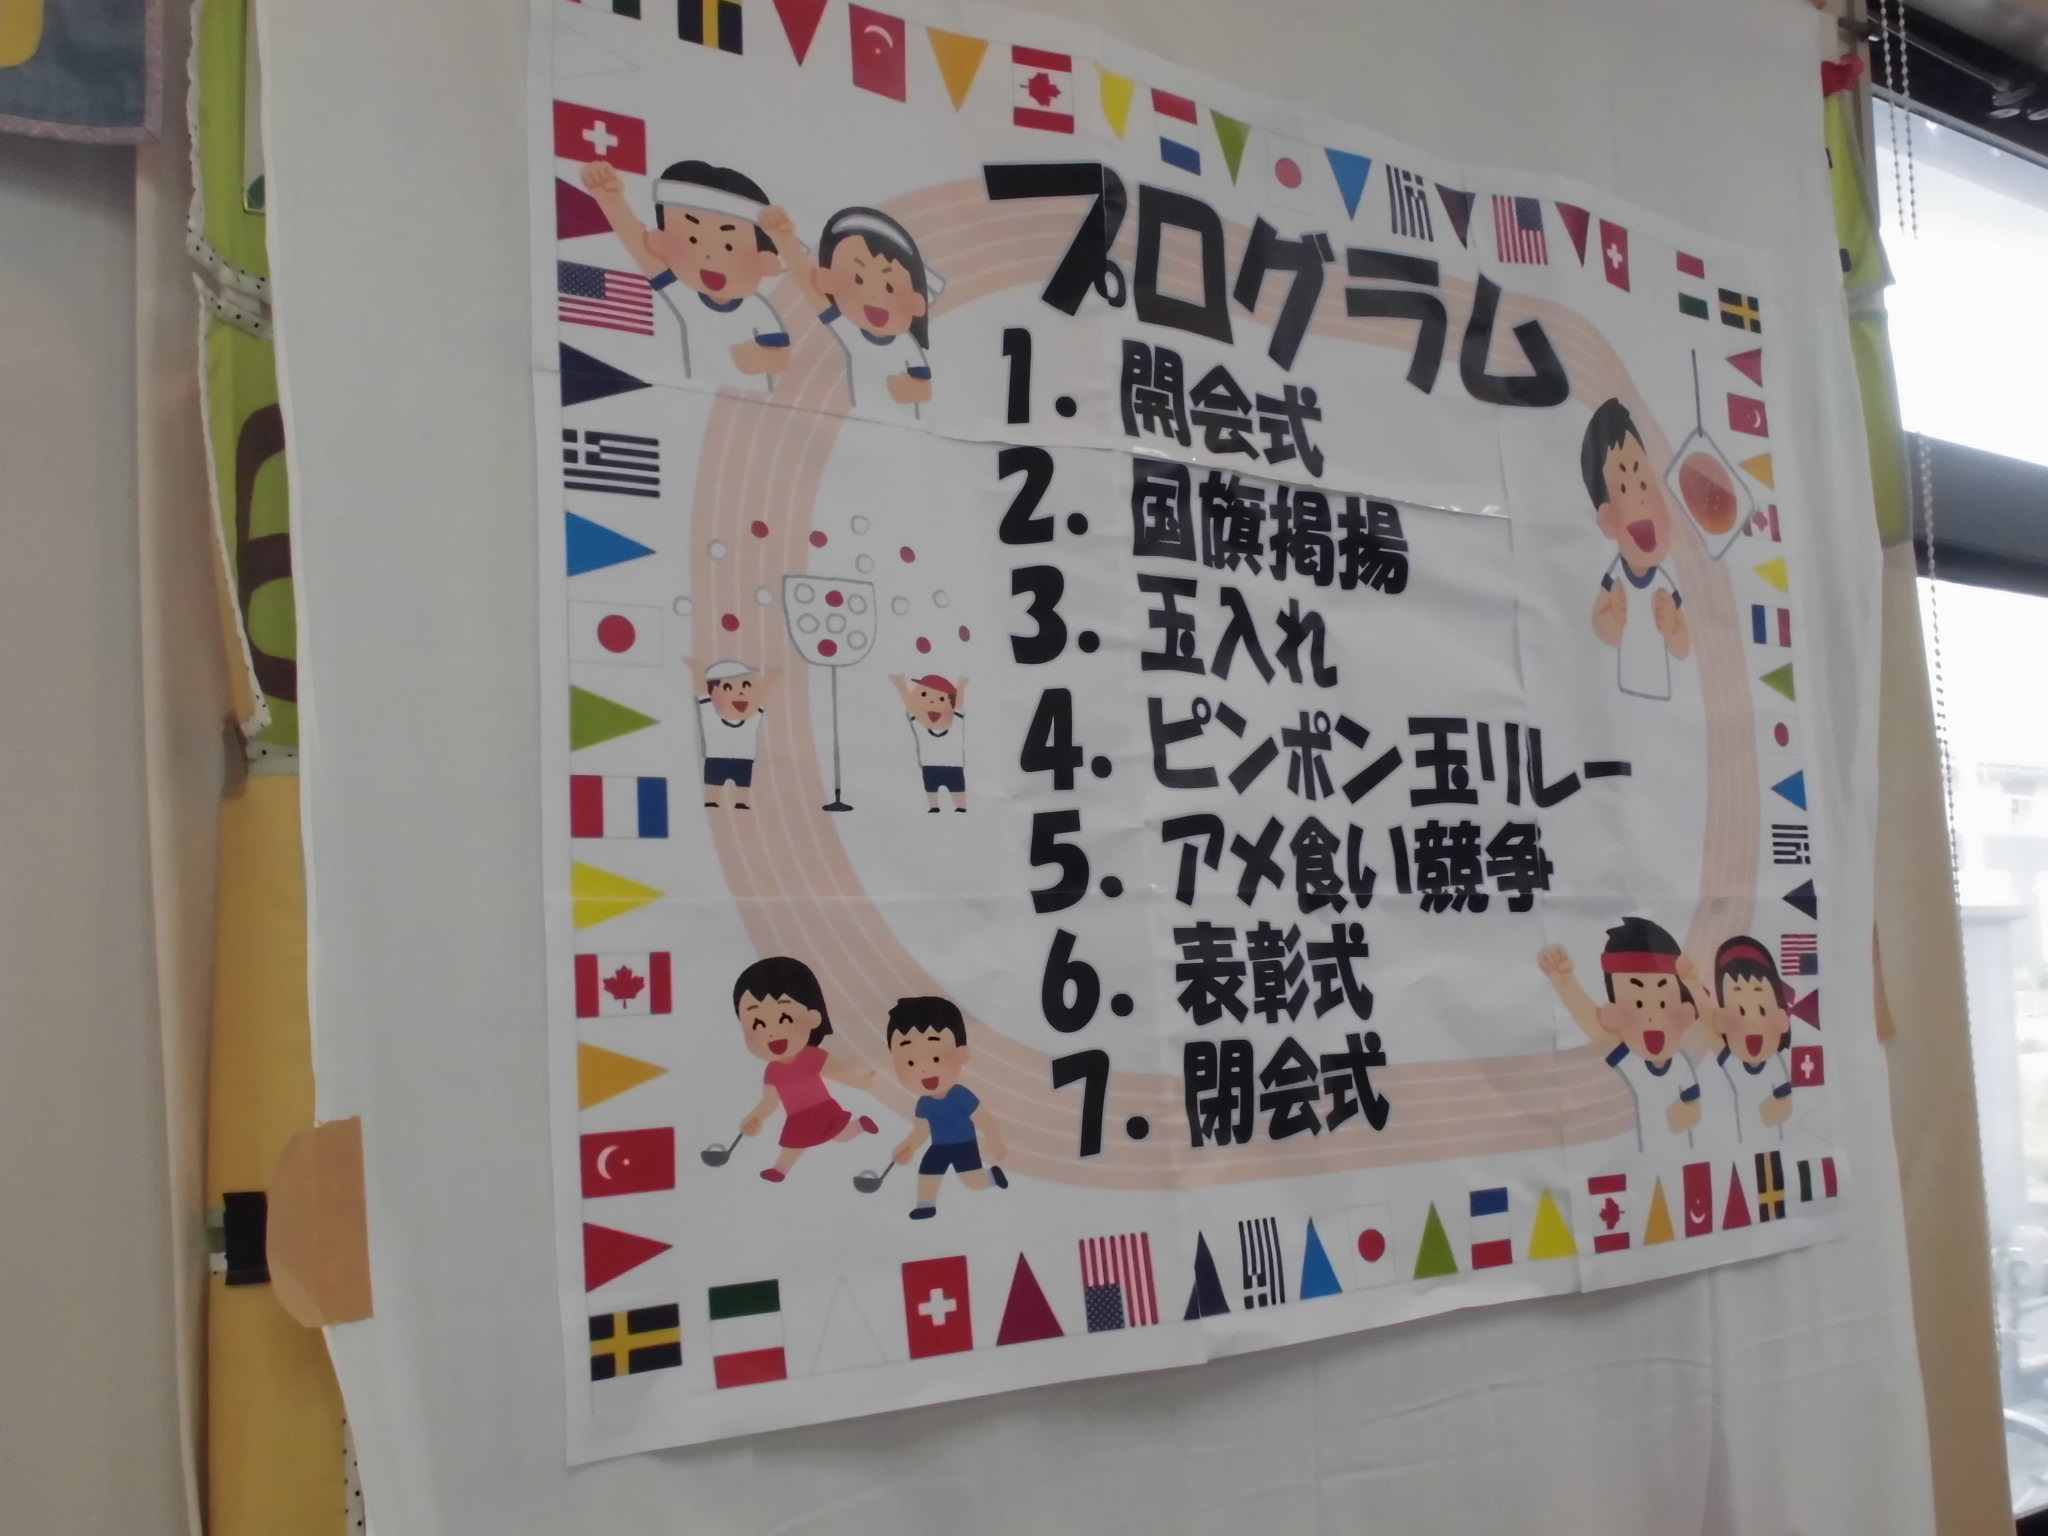 プログラム
1. 開会式
2. 国旗掲揚
3. 玉入れ
4. ピンポン玉リレー
5. アメ食い競争
6. 表彰式
7. 閉会式